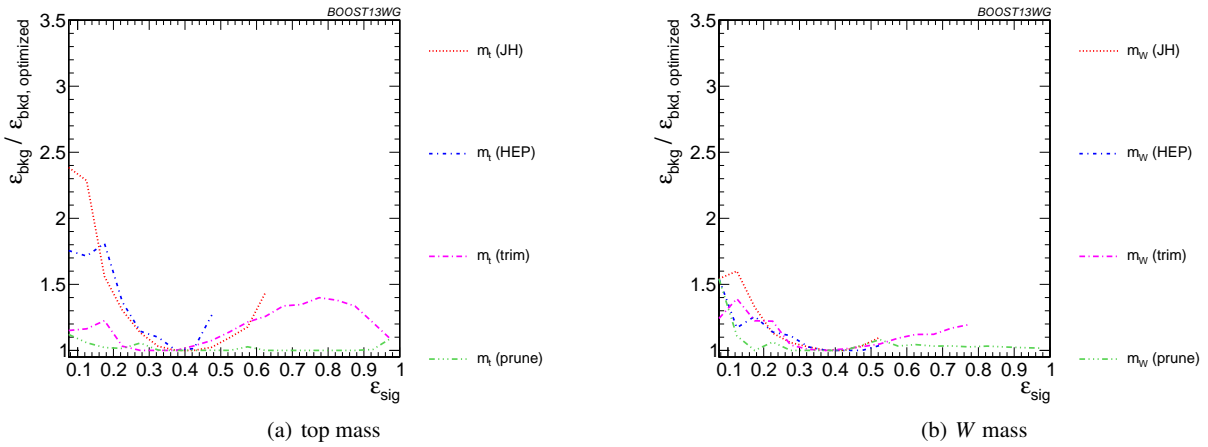 BOOST13WG
ε_bkg / ε_bkd, optimized
3.5
3
2.5
2
1.5
1
0.1 0.2 0.3 0.4 0.5 0.6 0.7 0.8 0.9 1
ε_sig
m_t (JH)
m_t (HEP)
m_t (trim)
m_t (prune)
(a) top mass
BOOST13WG
ε_bkg / ε_bkd, optimized
3.5
3
2.5
2
1.5
1
0.1 0.2 0.3 0.4 0.5 0.6 0.7 0.8 0.9 1
ε_sig
m_W (JH)
m_W (HEP)
m_W (trim)
m_W (prune)
(b) W mass